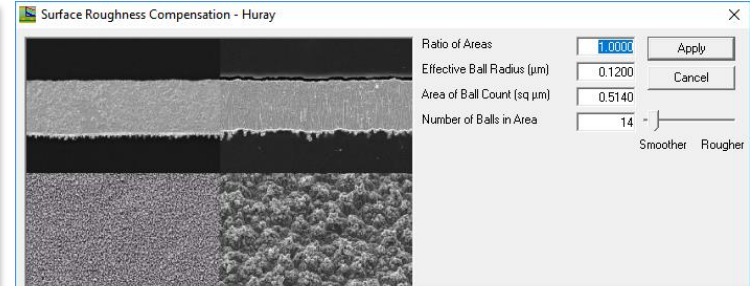 Surface Roughness Compensation - Huray
Ratio of Areas 1.0000 Apply
Effective Ball Radius (µm) 0.1200 Cancel
Area of Ball Count (sq µm) 0.5140
Number of Balls in Area 14
Smoother Rougher